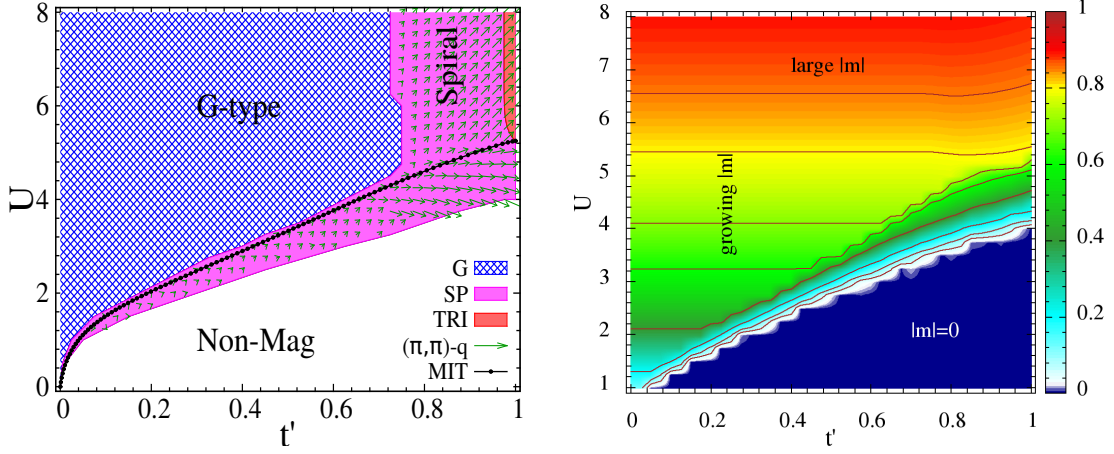 8
6
4
2
0
U
G-type
Spiral
Non-Mag
G
SP
TRI
(π,π)-q
MIT
0
0.2
0.4
0.6
0.8
1
t'
8
7
6
5
4
3
2
1
U
large |m|
growing |m|
|m|=0
0
0.2
0.4
0.6
0.8
1
t'
1
0.8
0.6
0.4
0.2
0